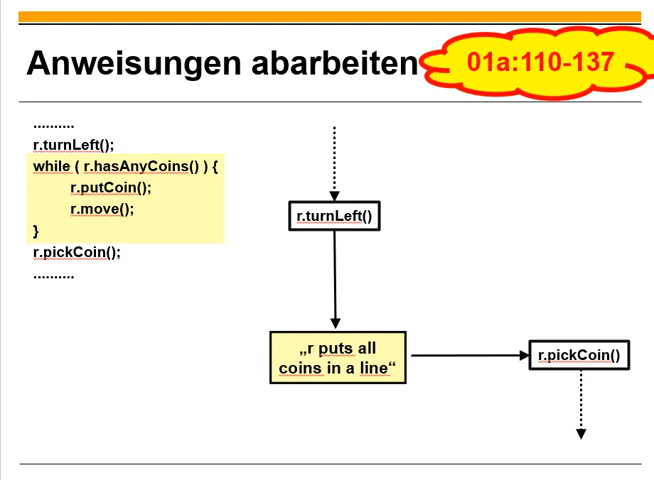 Anweisungen abarbeiten
01a:110-137
..........
r.turnLeft();
while ( r.hasAnyCoins() ) {
r.putCoin();
r.move();
}
r.pickCoin();
..........
r.turnLeft()
„r puts all
coins in a line“
r.pickCoin()